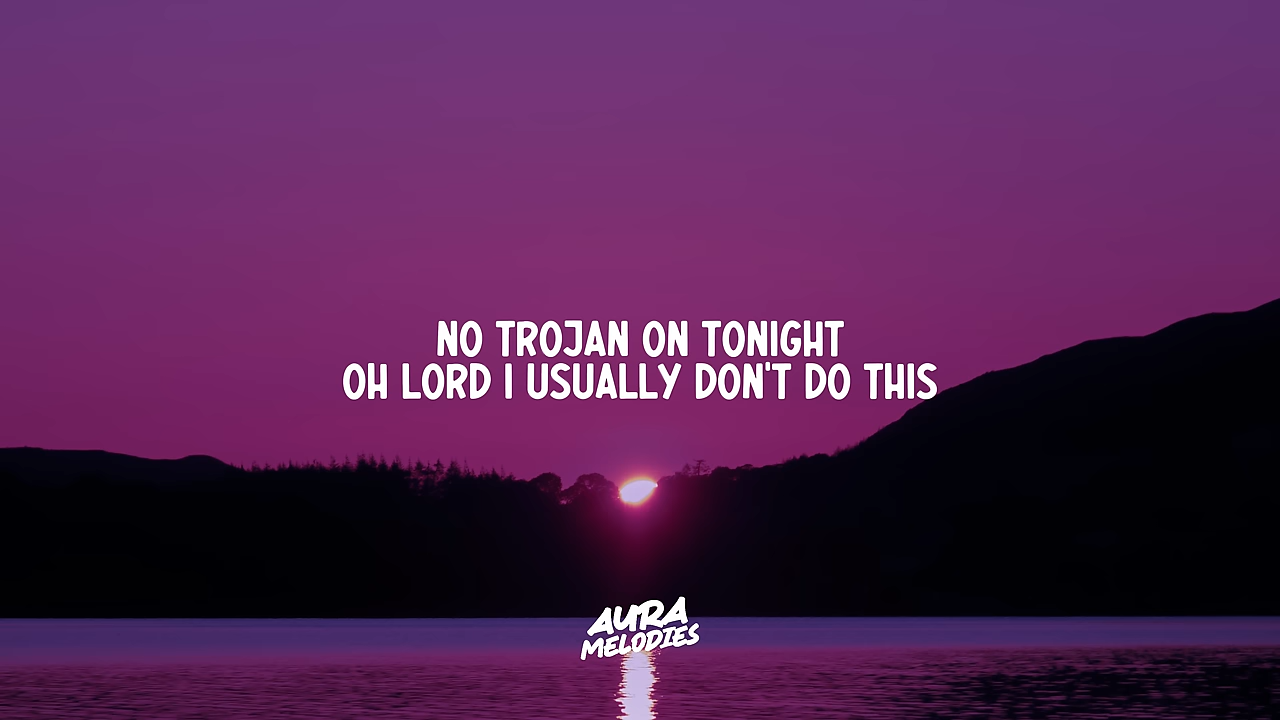 NO TROJAN ON TONIGHT
OH LORD I USUALLY DON'T DO THIS
AURA
MELODIES